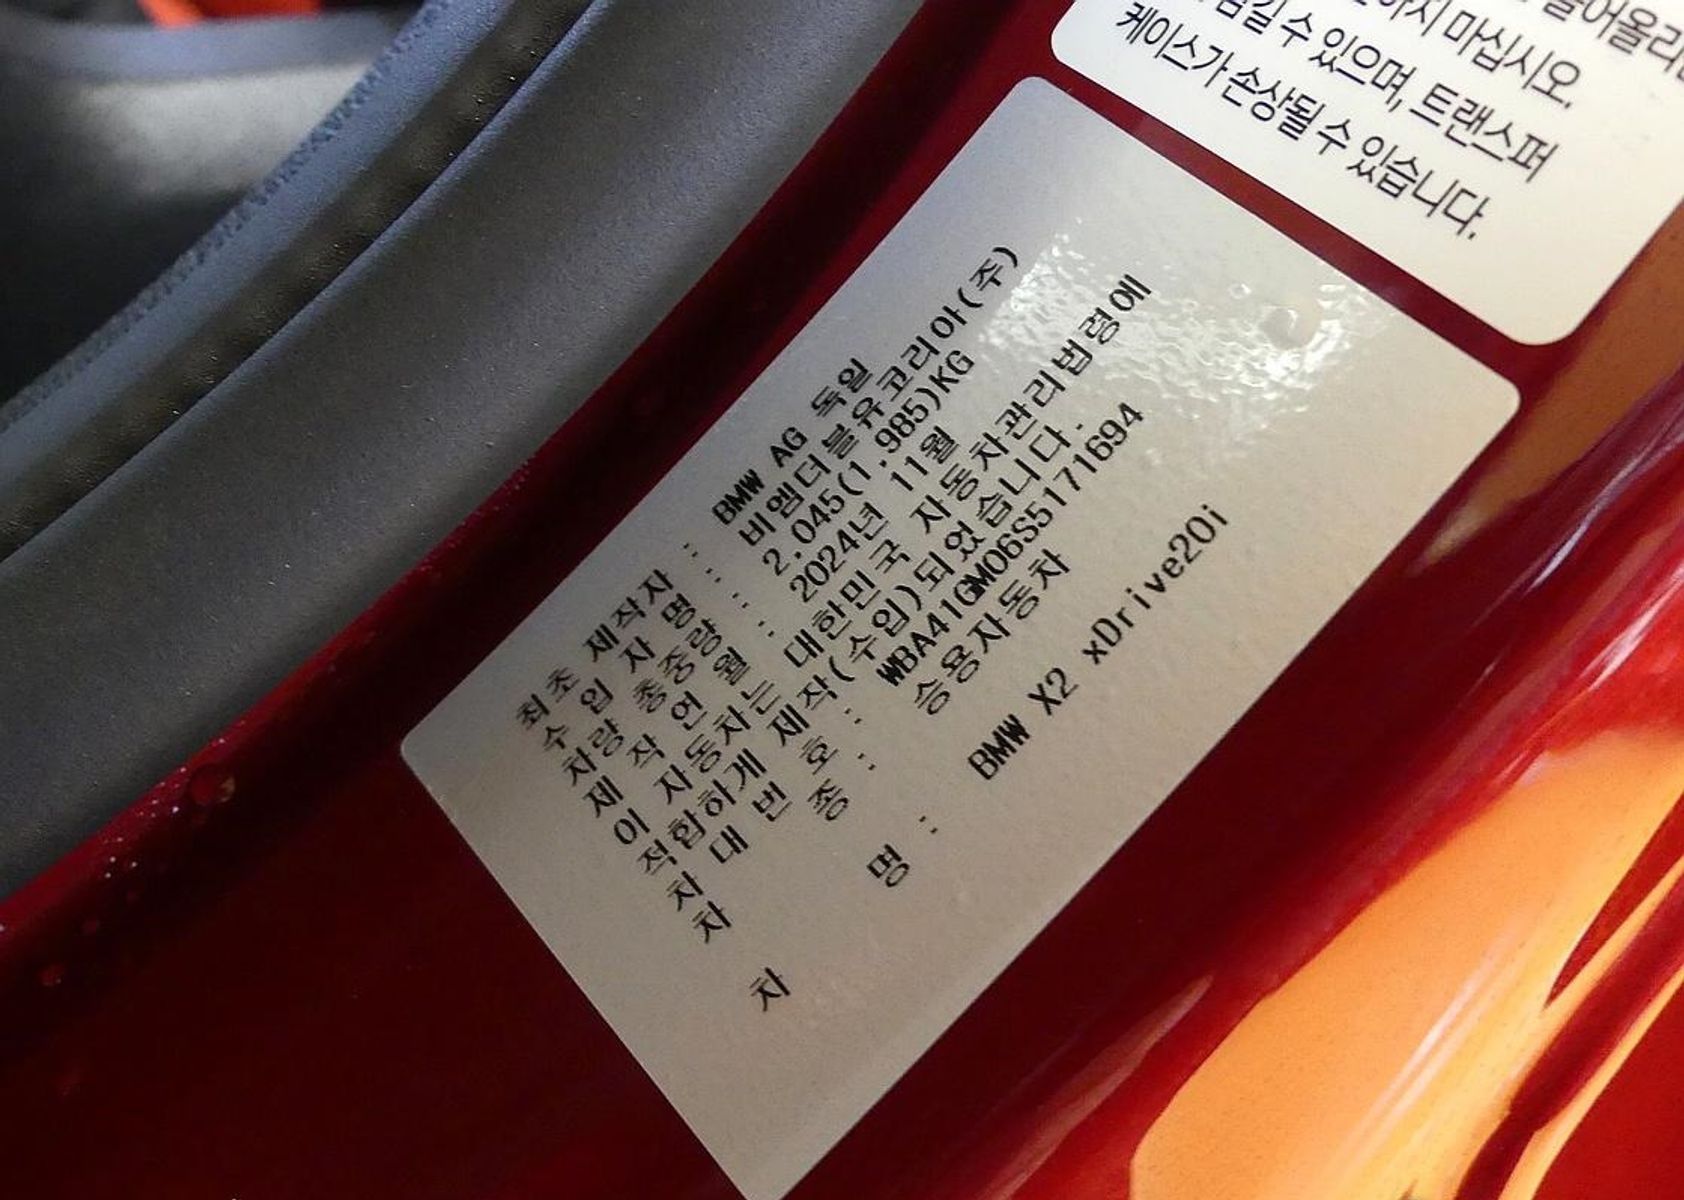 들어올리
하지 마십시오.
생길 수 있으며, 트랜스퍼
케이스가 손상될 수 있습니다.
최초 제작자 : BMW AG 독일
수 입 자 명 : 비엠더블유코리아(주)
차량 총중량 : 2.045(1.985)KG
제 작 연 월 : 2024년 11월
이 자동차는 대한민국 자동차관리법령에
적합하게 제작(수입)되었습니다.
차 대 번 호 : WBA41GM06S5171694
차 종 : 승용자동차
차 명 : BMW X2 xDrive20i